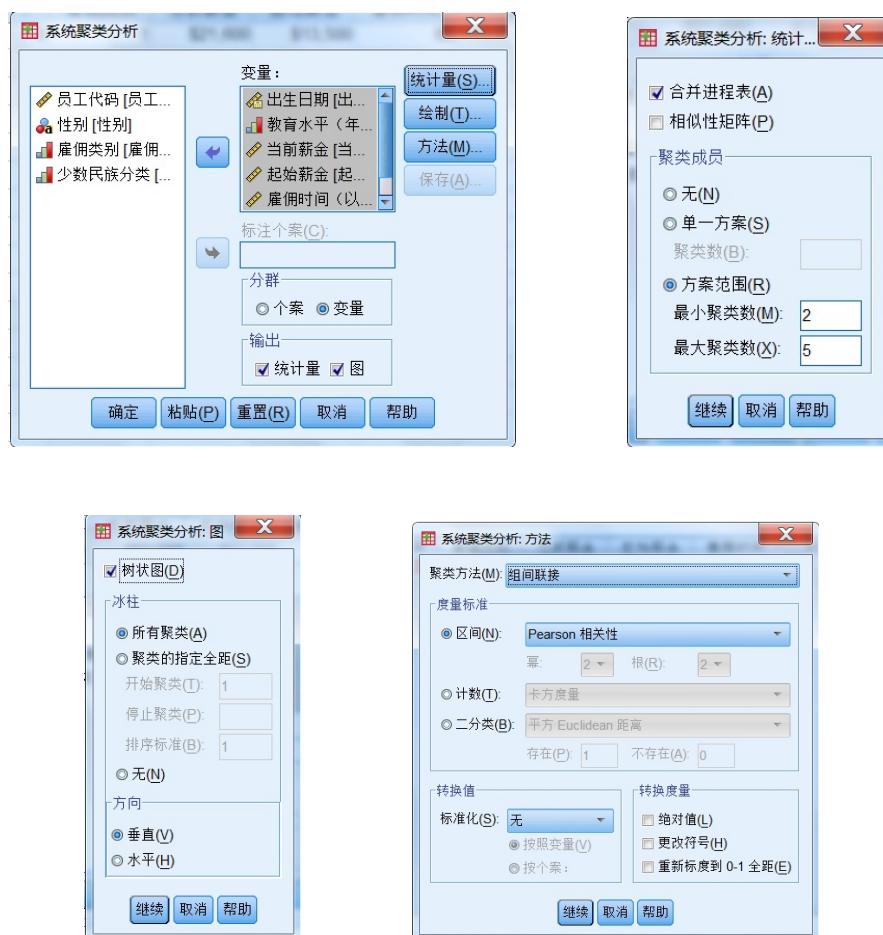 系统聚类分析
员工代码 [员工...
性别 [性别]
雇佣类别 [雇佣...
少数民族分类 [...
变量：
出生日期 [出...
教育水平（年...
当前薪金 [当...
起始薪金 [起...
雇佣时间（以...
统计量(S)...
绘制(T)...
方法(M)...
保存(A)...
标注个案(C):
分群
个案 变量
输出
统计量 图
确定 粘贴(P) 重置(R) 取消 帮助
系统聚类分析: 统计...
合并进程表(A)
相似性矩阵(P)
聚类成员
无(N)
单一方案(S)
聚类数(B):
方案范围(R)
最小聚类数(M): 2
最大聚类数(X): 5
继续 取消 帮助
系统聚类分析: 图
树状图(D)
冰柱
所有聚类(A)
聚类的指定全距(S)
开始聚类(T): 1
停止聚类(P):
排序标准(B): 1
无(N)
方向
垂直(V)
水平(H)
继续 取消 帮助
系统聚类分析: 方法
聚类方法(M): 组间联接
度量标准
区间(N): Pearson 相关性
幂: 2 根(R): 2
计数(T): 卡方度量
二分类(B): 平方 Euclidean 距离
存在(P): 1 不存在(A): 0
转换值
标准化(S): 无
按照变量(V)
按个案：
转换度量
绝对值(L)
更改符号(H)
重新标度到 0-1 全距(E)
继续 取消 帮助